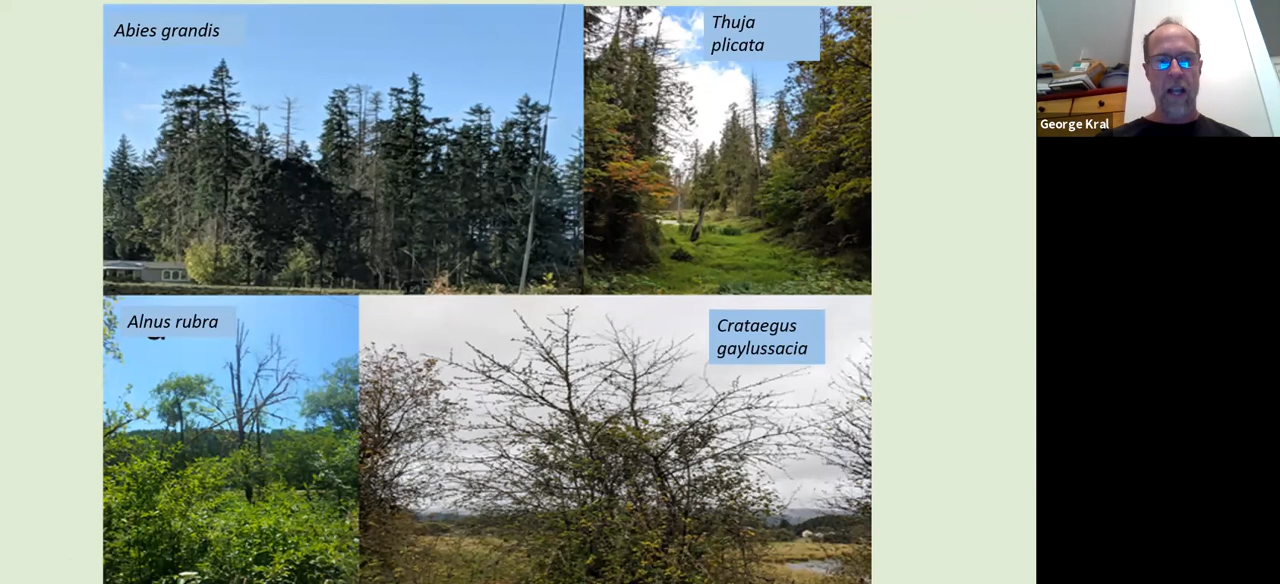 Abies grandis
Thuja
plicata
George Kral
Alnus rubra
Crataegus
gaylussacia